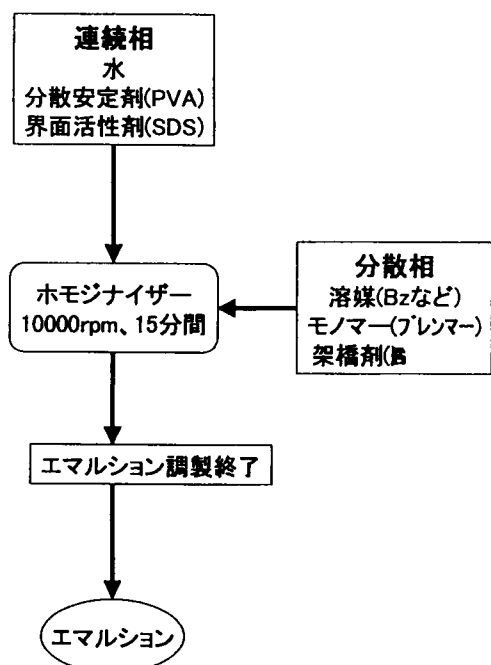 連続相
水
分散安定剤(PVA)
界面活性剤(SDS)
ホモジナイザー
10000rpm、15分間
分散相
溶媒(Bzなど)
モノマー(ブレンマー)
架橋剤(
エマルション調製終了
エマルション